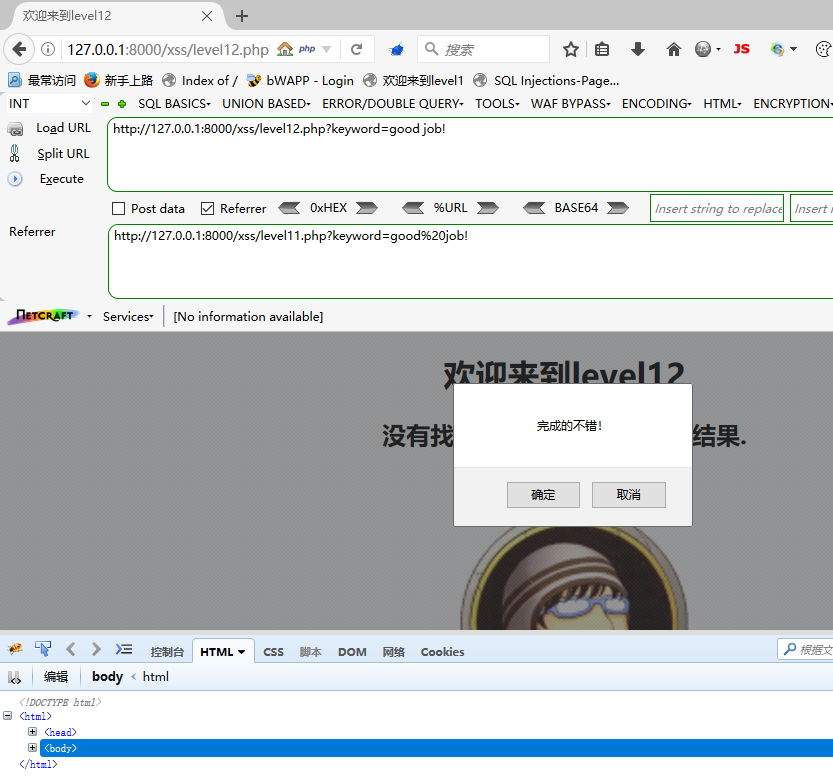 欢迎来到level12
127.0.0.1:8000/xss/level12.php
php
搜索
JS
最常访问 新手上路 Index of / bWAPP - Login 欢迎来到level1 SQL Injections-Page...
INT SQL BASICS UNION BASED ERROR/DOUBLE QUERY TOOLS WAF BYPASS ENCODING HTML ENCRYPTION
Load URL
Split URL
Execute
http://127.0.0.1:8000/xss/level12.php?keyword=good job!
Post data Referrer 0xHEX %URL BASE64 Insert string to replace Insert
Referrer
http://127.0.0.1:8000/xss/level11.php?keyword=good%20job!
NETCRAFT Services [No information available]
欢迎来到level12
没有找
结果.
完成的不错!
确定 取消
控制台 HTML CSS 脚本 DOM 网络 Cookies
根据文
编辑 body < html
<!DOCTYPE html>
<html>
<head>
<body>
</html>